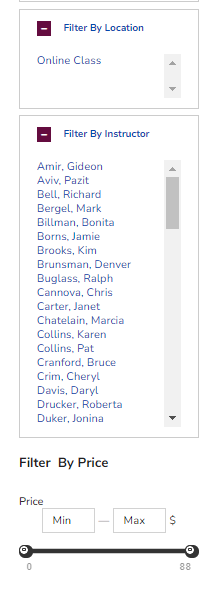 Filter By Location
Online Class
Filter By Instructor
Amir, Gideon
Aviv, Pazit
Bell, Richard
Bergel, Mark
Billman, Bonita
Borns, Jamie
Brooks, Kim
Brunsman, Denver
Buglass, Ralph
Cannova, Chris
Carter, Janet
Chatelain, Marcia
Collins, Karen
Collins, Pat
Cranford, Bruce
Crim, Cheryl
Davis, Daryl
Drucker, Roberta
Duker, Jonina
Filter By Price
Price
Min — Max $
0 88